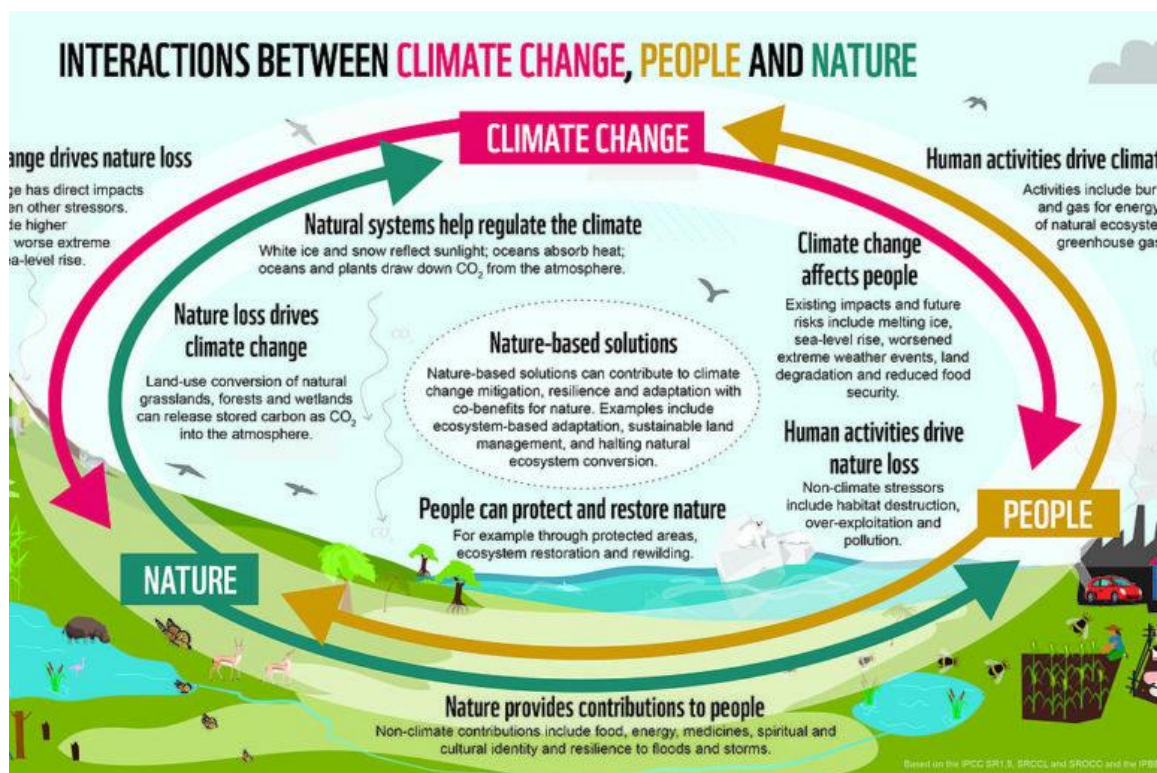 INTERACTIONS BETWEEN CLIMATE CHANGE, PEOPLE AND NATURE
CLIMATE CHANGE
ange drives nature loss
ge has direct impacts
en other stressors.
de higher
worse extreme
ea-level rise.
Natural systems help regulate the climate
White ice and snow reflect sunlight; oceans absorb heat;
oceans and plants draw down CO₂ from the atmosphere.
Human activities drive climat
Activities include bur
and gas for energy
of natural ecosyste
greenhouse gas
Climate change
affects people
Existing impacts and future
risks include melting ice,
sea-level rise, worsened
extreme weather events, land
degradation and reduced food
security.
Nature loss drives
climate change
Land-use conversion of natural
grasslands, forests and wetlands
can release stored carbon as CO₂
into the atmosphere.
Nature-based solutions
Nature-based solutions can contribute to climate
change mitigation, resilience and adaptation with
co-benefits for nature. Examples include
ecosystem-based adaptation, sustainable land
management, and halting natural
ecosystem conversion.
Human activities drive
nature loss
Non-climate stressors
include habitat destruction,
over-exploitation and
pollution.
People can protect and restore nature
For example through protected areas,
ecosystem restoration and rewilding.
PEOPLE
NATURE
Nature provides contributions to people
Non-climate contributions include food, energy, medicines, spiritual and
cultural identity and resilience to floods and storms.
Based on the IPCC SR1.5, SRCCL and SROCC and the IPB